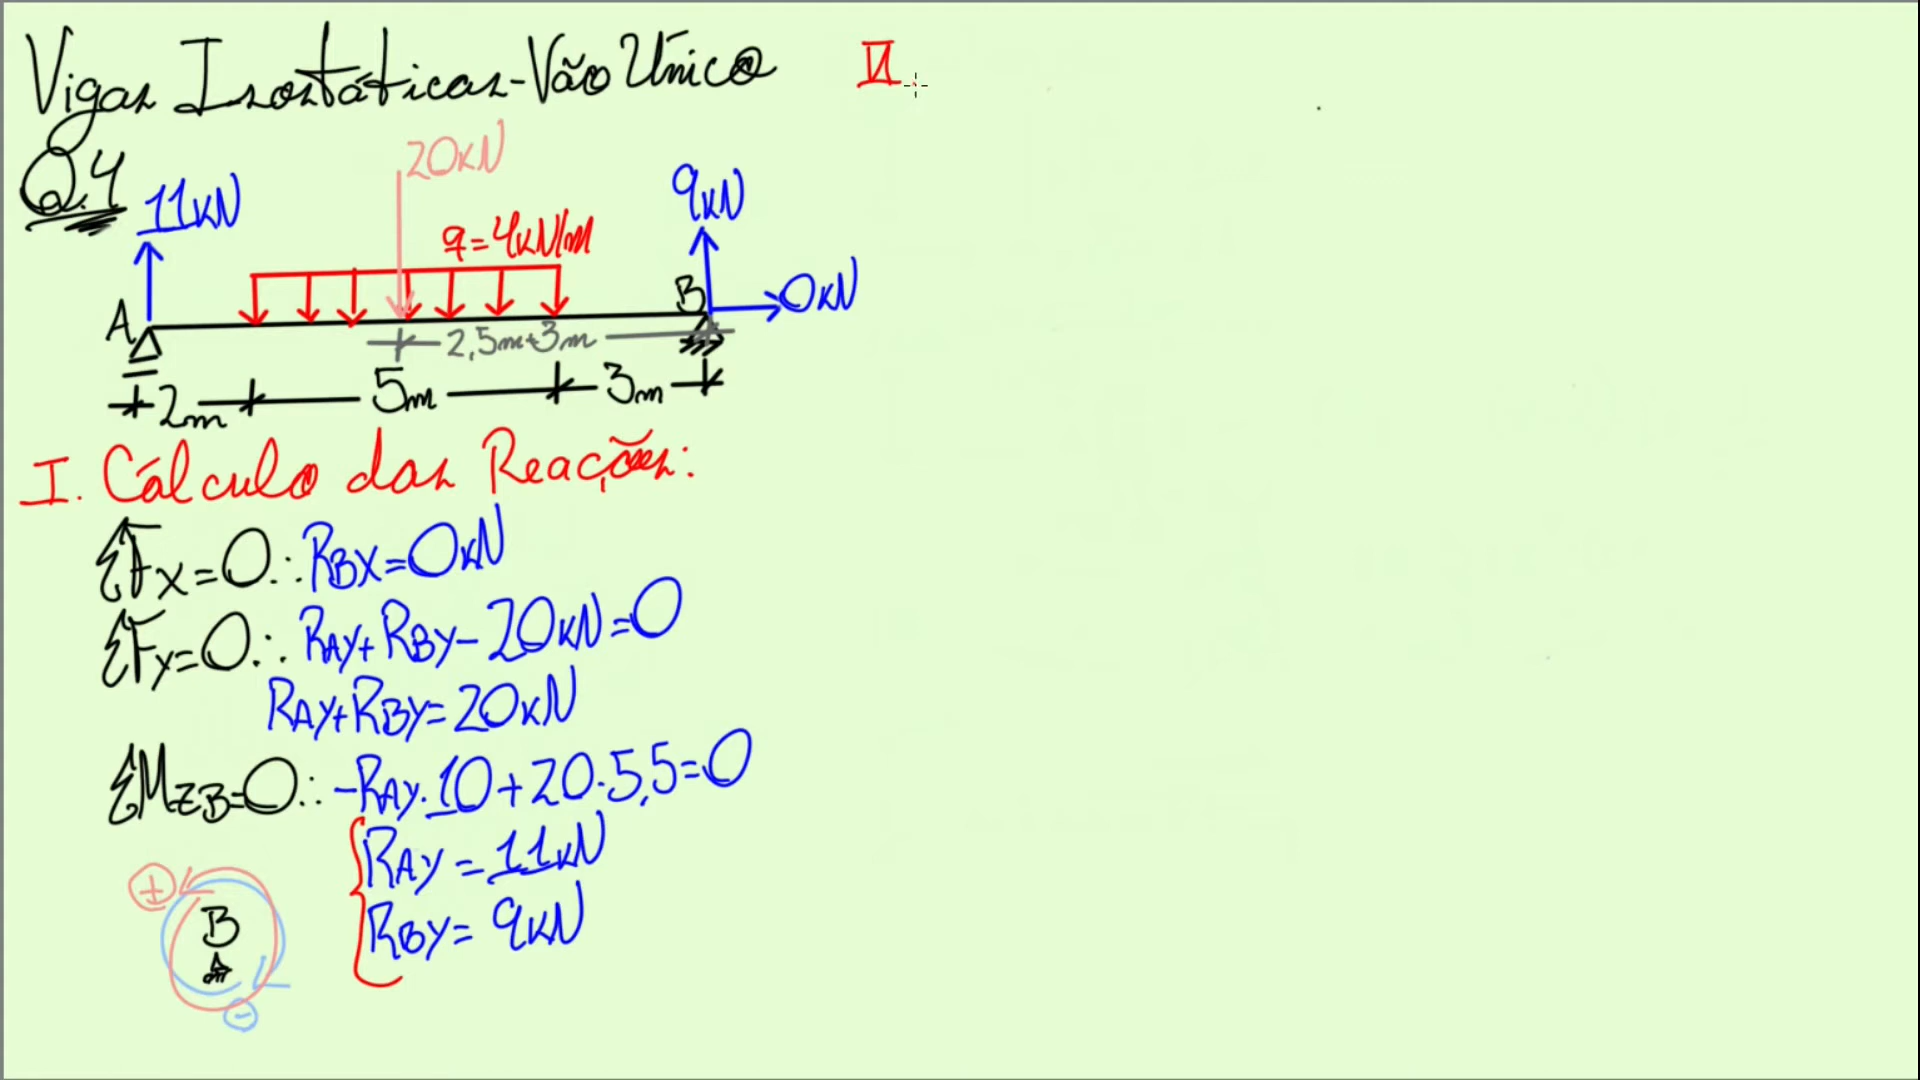 Vigas Isostáticas-Vão Único
II
Q.4
11kN
20kN
q=4kN/m
9kN
0kN
A
B
2,5m+3m
2m
5m
3m
I. Cálculo das Reações:
ΣFx=0∴RBX=0kN
ΣFy=0∴RAY+RBY-20kN=0
RAY+RBY=20kN
ΣMZB=0∴-RAY.10+20.5,5=0
RAY=11kN
RBY=9kN
+
B
-